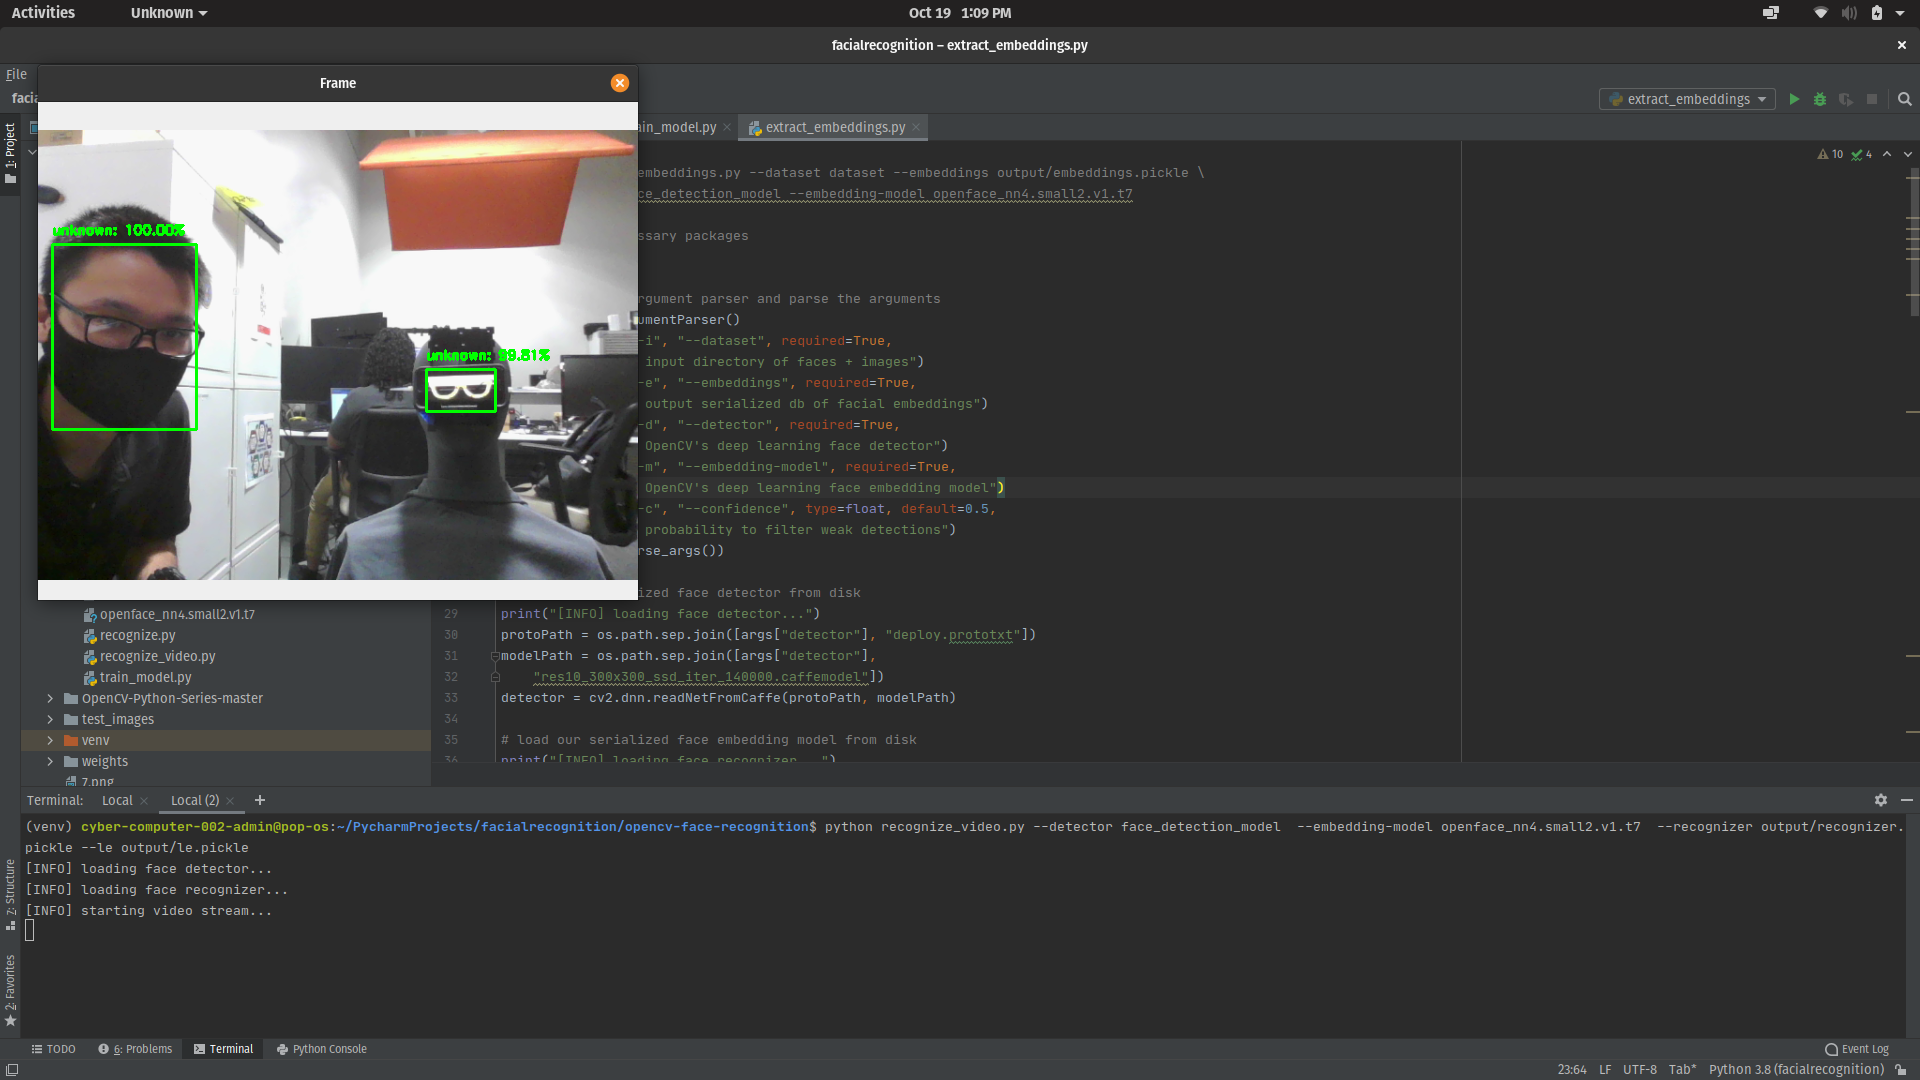 Activities
Unknown
Oct 19 1:09 PM
facialrecognition – extract_embeddings.py
File
Frame
facia
extract_embeddings
ain_model.py
extract_embeddings.py
1: Project
10 4
embeddings.py --dataset dataset --embeddings output/embeddings.pickle \
ce_detection_model --embedding-model openface_nn4.small2.v1.t7
ssary packages
rgument parser and parse the arguments
umentParser()
-i", "--dataset", required=True,
input directory of faces + images")
-e", "--embeddings", required=True,
output serialized db of facial embeddings")
-d", "--detector", required=True,
OpenCV's deep learning face detector")
-m", "--embedding-model", required=True,
OpenCV's deep learning face embedding model")
-c", "--confidence", type=float, default=0.5,
probability to filter weak detections")
rse_args())
ized face detector from disk
unknown: 100.00%
unknown: 99.81%
openface_nn4.small2.v1.t7
recognize.py
recognize_video.py
train_model.py
OpenCV-Python-Series-master
test_images
venv
weights
7.png
29 print("[INFO] loading face detector...")
30 protoPath = os.path.sep.join([args["detector"], "deploy.prototxt"])
31 modelPath = os.path.sep.join([args["detector"],
32 "res10_300x300_ssd_iter_140000.caffemodel"])
33 detector = cv2.dnn.readNetFromCaffe(protoPath, modelPath)
34
35 # load our serialized face embedding model from disk
36 print("[INFO] loading face recognizer...")
Terminal: Local Local (2) +
(venv) cyber-computer-002-admin@pop-os:~/PycharmProjects/facialrecognition/opencv-face-recognition$ python recognize_video.py --detector face_detection_model --embedding-model openface_nn4.small2.v1.t7 --recognizer output/recognizer.
pickle --le output/le.pickle
[INFO] loading face detector...
[INFO] loading face recognizer...
[INFO] starting video stream...
7: Structure
2: Favorites
TODO
6: Problems
Terminal
Python Console
Event Log
23:64 LF UTF-8 Tab* Python 3.8 (facialrecognition)